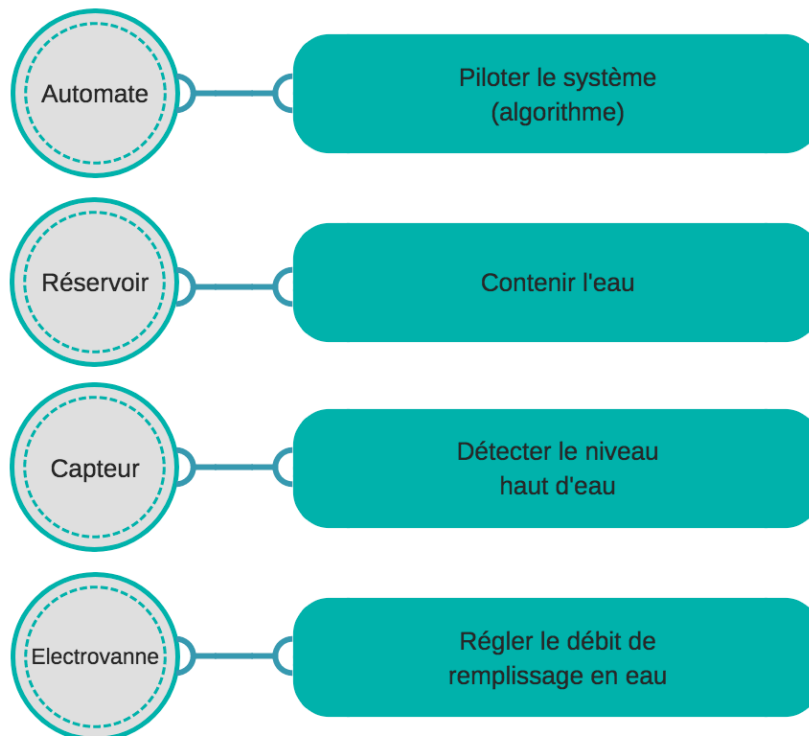 Automate
Piloter le système
(algorithme)
Réservoir
Contenir l'eau
Capteur
Détecter le niveau
haut d'eau
Electrovanne
Régler le débit de
remplissage en eau